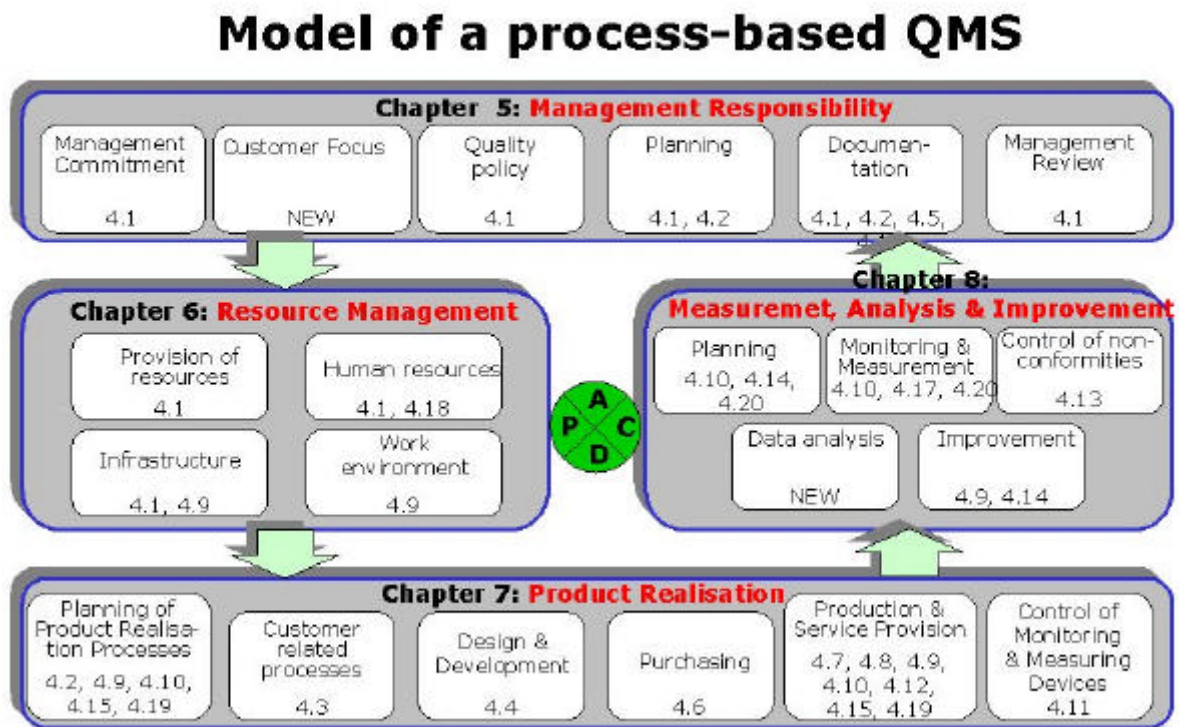 Model of a process-based QMS
Chapter 5: Management Responsibility
Management
Commitment
4.1
Customer Focus
NEW
Quality
policy
4.1
Planning
4.1, 4.2
Documen-
tation
4.1, 4.2, 4.5,
Management
Review
4.1
Chapter 6: Resource Management
Provision of
resources
4.1
Human resources
4.1, 4.18
Infrastructure
4.1, 4.9
Work
environment
4.9
A
P C
D
Chapter 8:
Measuremet, Analysis & Improvement
Planning
4.10, 4.14,
4.20
Monitoring &
Measurement
4.10, 4.17, 4.20
Control of non-
conformities
4.13
Data analysis
NEW
Improvement
4.9, 4.14
Chapter 7: Product Realisation
Planning of
Product Realisa-
tion Processes
4.2, 4.9, 4.10,
4.15, 4.19
Customer
related
processes
4.3
Design &
Development
4.4
Purchasing
4.6
Production &
Service Provision
4.7, 4.8, 4.9,
4.10, 4.12,
4.15, 4.19
Control of
Monitoring
& Measuring
Devices
4.11